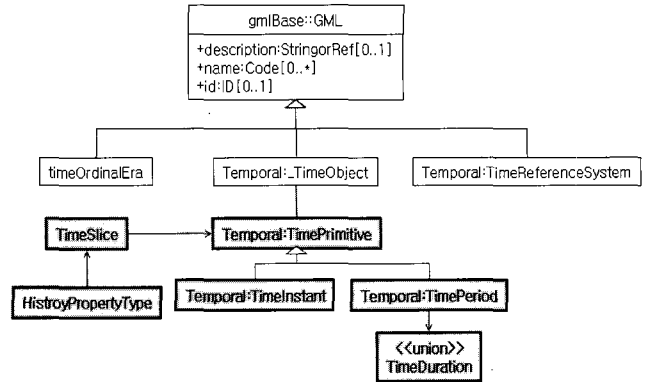 gmlBase::GML
+description:StringorRef[0..1]
+name:Code[0..*]
+id:ID[0..1]
timeOrdinalEra
Temporal:_TimeObject
Temporal:TimeReferenceSystem
TimeSlice
Temporal:TimePrimitive
HistroyPropertyType
Temporal:TimeInstant
Temporal:TimePeriod
<<union>>
TimeDuration